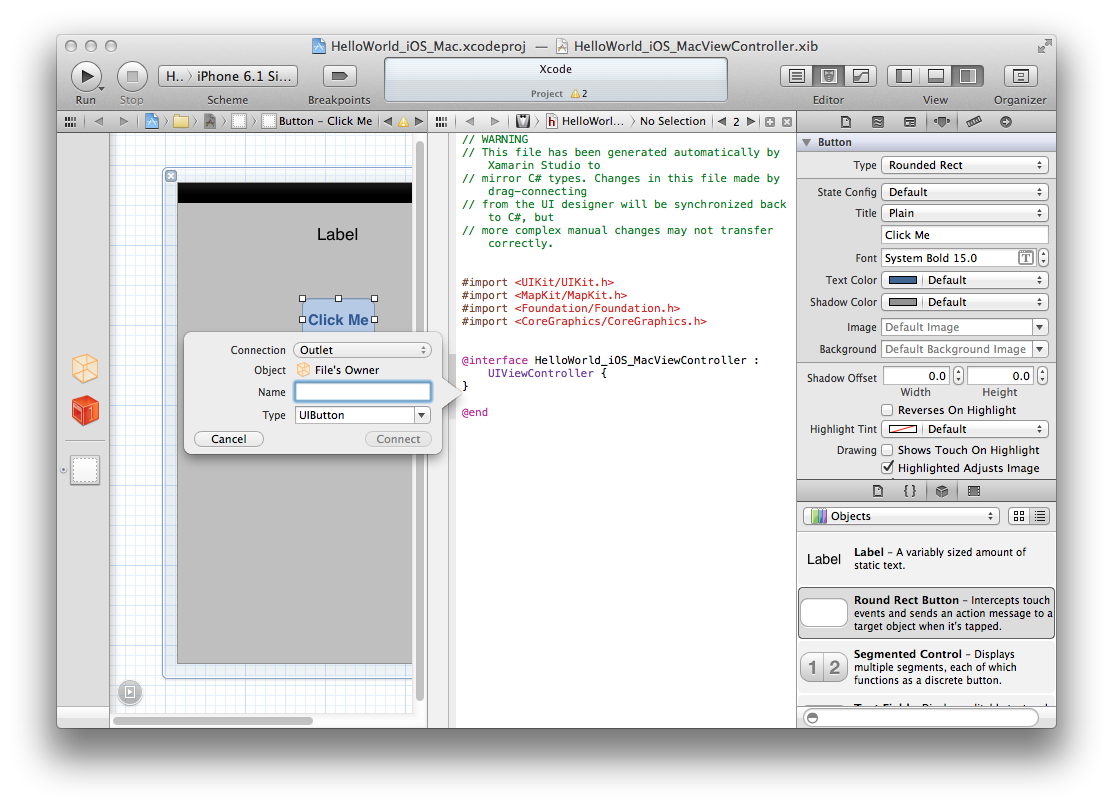 HelloWorld_iOS_Mac.xcodeproj — HelloWorld_iOS_MacViewController.xib
H.. 〉 iPhone 6.1 Si...
Xcode
Project 2
Run
Stop
Scheme
Breakpoints
Editor
View
Organizer
Button – Click Me
h HelloWorl... 〉 No Selection
2
// WARNING
// This file has been generated automatically by
Xamarin Studio to
// mirror C# types. Changes in this file made by
drag-connecting
// from the UI designer will be synchronized back
to C#, but
// more complex manual changes may not transfer
correctly.
#import <UIKit/UIKit.h>
#import <MapKit/MapKit.h>
#import <Foundation/Foundation.h>
#import <CoreGraphics/CoreGraphics.h>
@interface HelloWorld_iOS_MacViewController :
UIViewController {
}
@end
Label
Click Me
Connection Outlet
Object File's Owner
Name
Type UIButton
Cancel
Connect
Button
Type Rounded Rect
State Config Default
Title Plain
Click Me
Font System Bold 15.0 T
Text Color Default
Shadow Color Default
Image Default Image
Background Default Background Image
Shadow Offset 0.0 0.0
Width Height
Reverses On Highlight
Highlight Tint Default
Drawing Shows Touch On Highlight
Highlighted Adjusts Image
{ }
Objects
Label
Label – A variably sized amount of
static text.
Round Rect Button – Intercepts touch
events and sends an action message to a
target object when it's tapped.
1 2
Segmented Control – Displays
multiple segments, each of which
functions as a discrete button.